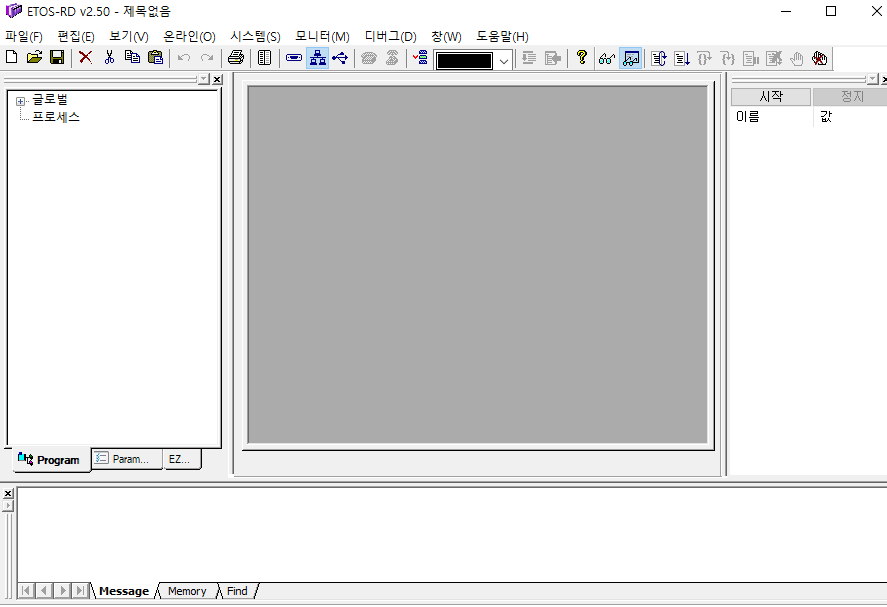 ETOS-RD v2.50 - 제목없음
파일(F) 편집(E) 보기(V) 온라인(O) 시스템(S) 모니터(M) 디버그(D) 창(W) 도움말(H)
글로벌
프로세스
Program Param... EZ...
시작 정지
이름 값
Message Memory Find